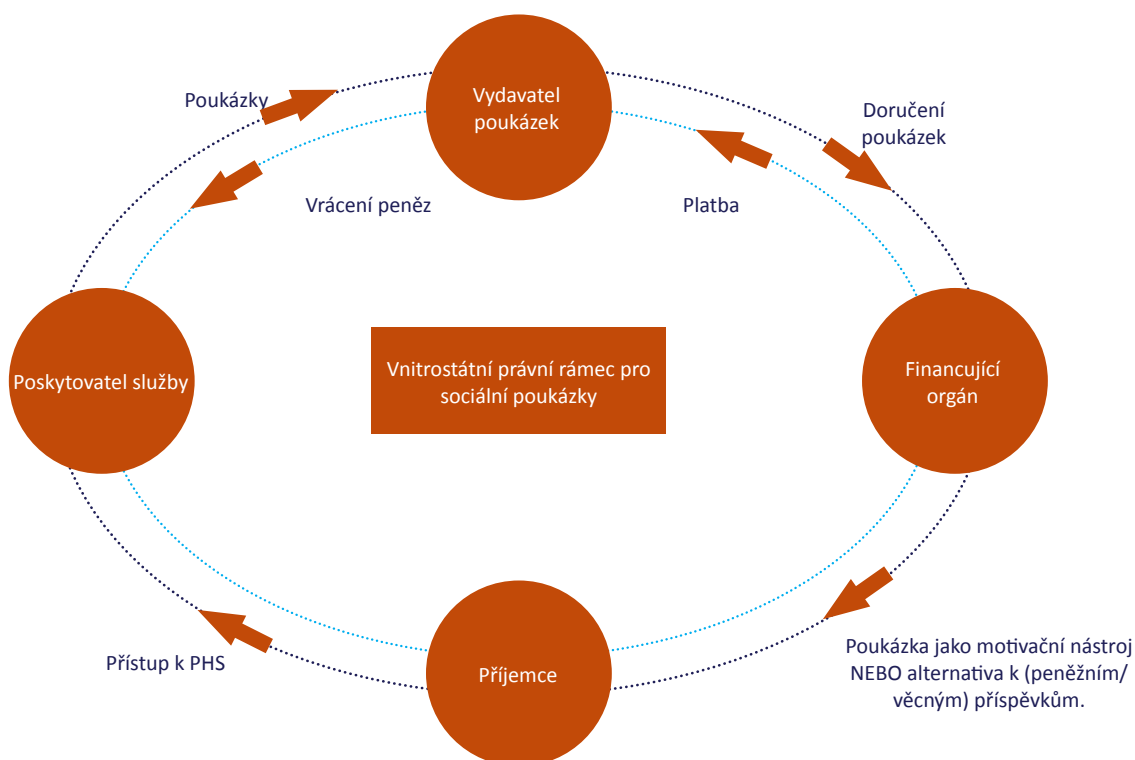 Vydavatel
poukázek
Poukázky
Doručení
poukázek
Vrácení peněz
Platba
Poskytovatel služby
Vnitrostátní právní rámec pro
sociální poukázky
Financující
orgán
Přístup k PHS
Příjemce
Poukázka jako motivační nástroj
NEBO alternativa k (peněžním/
věcným) příspěvkům.